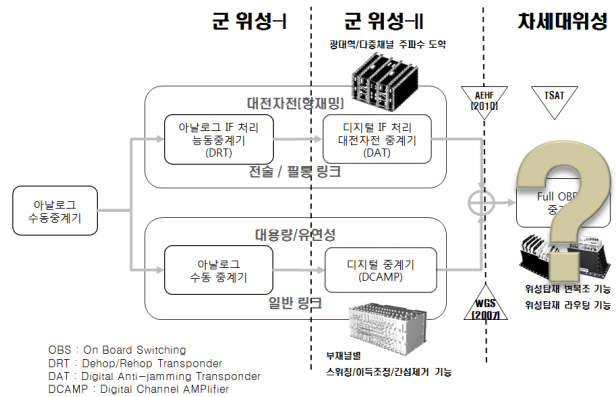 군 위성-Ⅰ
군 위성-Ⅱ
차세대위성
광대역/다중채널 주파수 도약
대전자전(항재밍)
AEHF
(2010)
TSAT
아날로그 IF 처리
능동중계기
(DRT)
디지털 IF 처리
대전자전 중계기
(DAT)
전술 / 필통 링크
아날로그
수동중계기
Full OB
중
?
대용량/유연성
아날로그
수동 중계기
디지털 중계기
(DCAMP)
일반 링크
WGS
(2007)
위성탑재 변복조 기능
위성탑재 라우팅 기능
부채널별
스위칭/이득조정/간섭제거 기능
OBS : On Board Switching
DRT : Dehop/Rehop Transponder
DAT : Digital Anti-jamming Transponder
DCAMP : Digital Channel AMPlifier